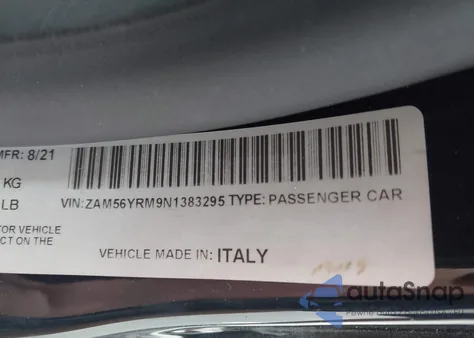 MFR: 8/21
KG
LB
VIN:ZAM56YRM9N1383295 TYPE: PASSENGER CAR
OR VEHICLE
CT ON THE
VEHICLE MADE IN: ITALY
autoSnap